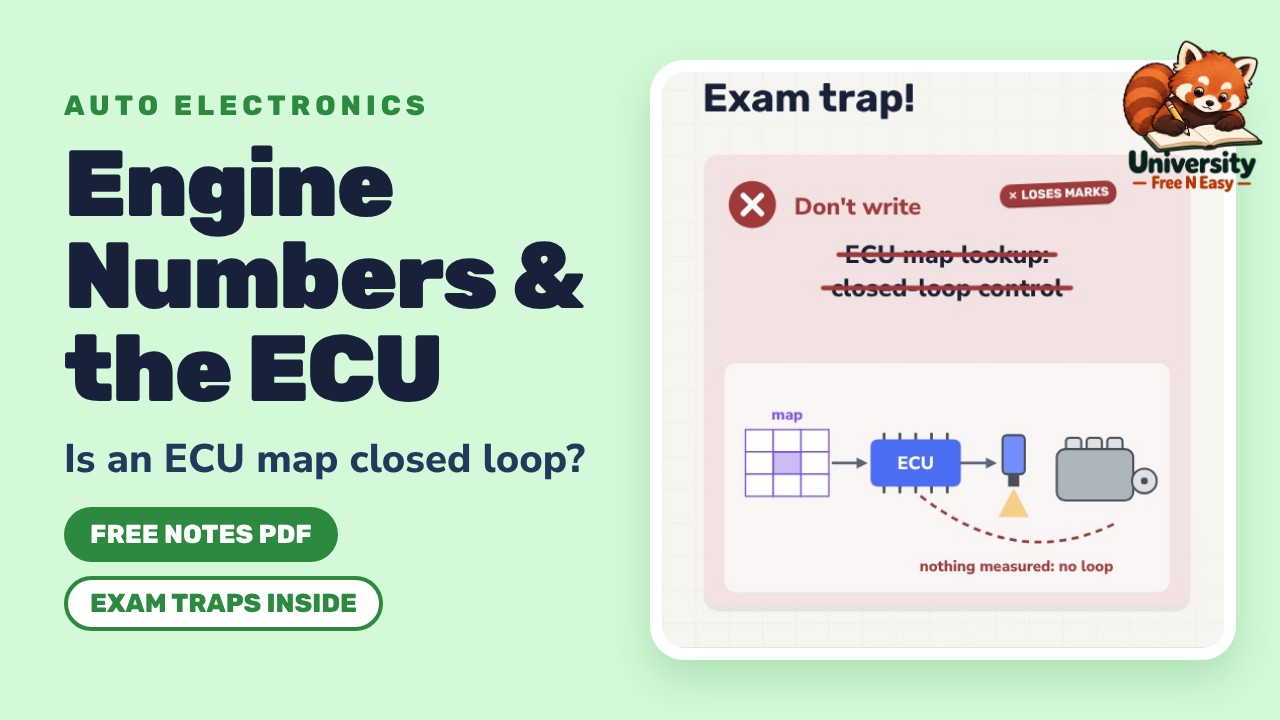 AUTO ELECTRONICS
Engine
Numbers &
the ECU
Is an ECU map closed loop?
FREE NOTES PDF
EXAM TRAPS INSIDE
Exam trap!
Don't write
× LOSES MARKS
ECU map lookup:
closed-loop control
map
ECU
nothing measured: no loop
University
Free N Easy